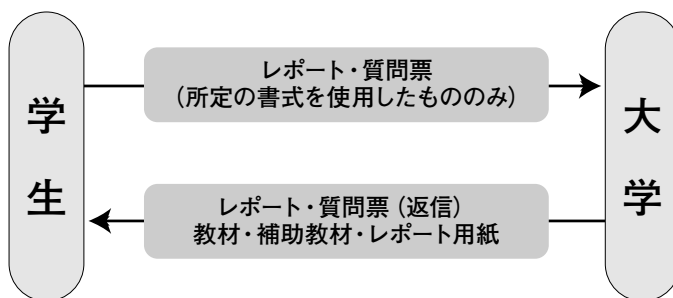 学生
レポート・質問票
（所定の書式を使用したもののみ）
大学
レポート・質問票（返信）
教材・補助教材・レポート用紙